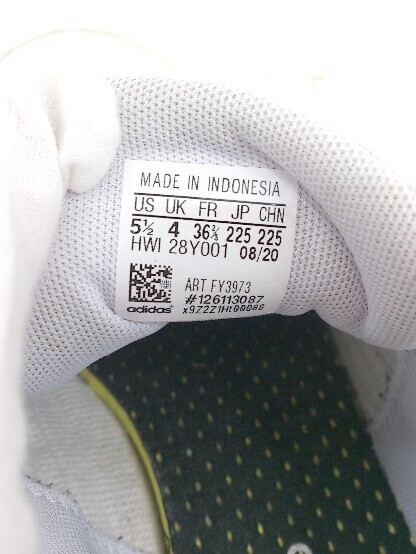 MADE IN INDONESIA
US UK FR JP CHN
5½ 4 36⅔ 225 225
HWI 28Y001 08/20
ART FY3973
#126113087
adidas